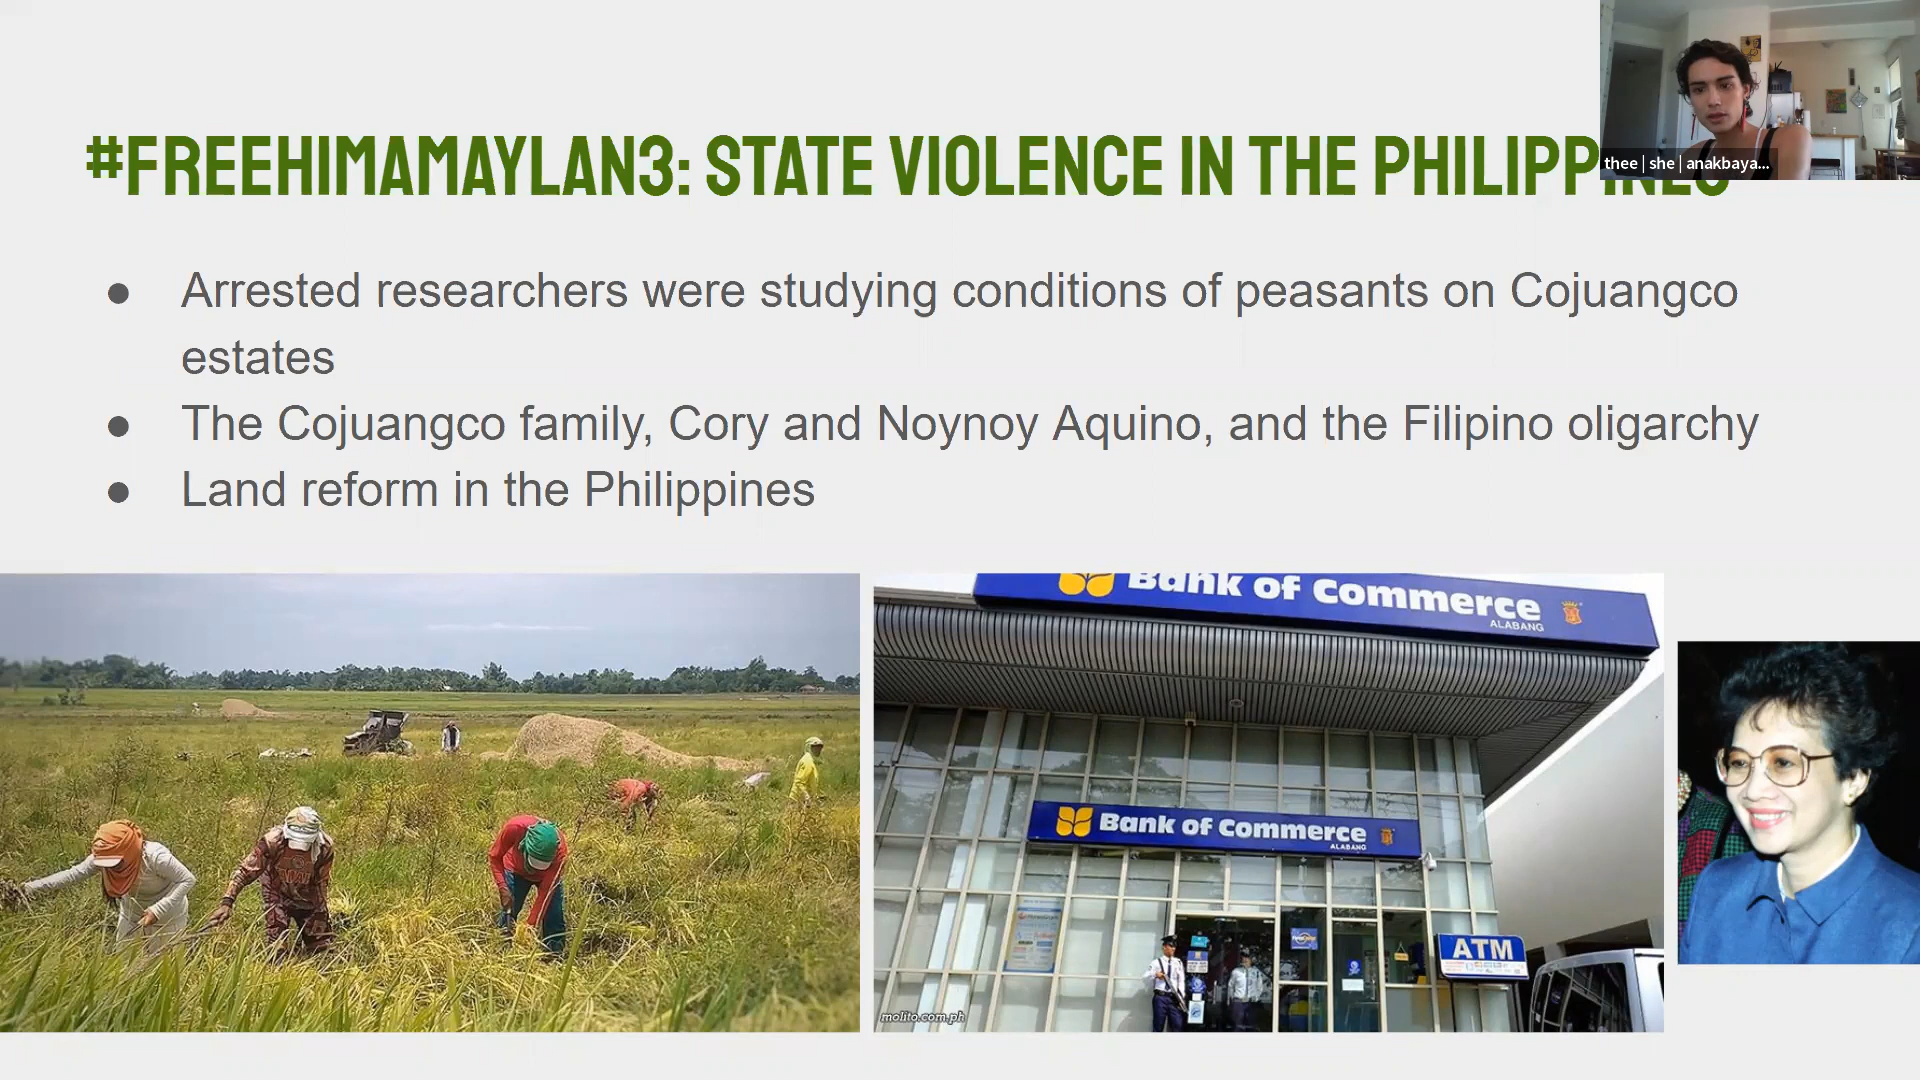 #FREEHIMAMAYLAN3: STATE VIOLENCE IN THE PHILIPPINES
thee | she | anakbaya...
● Arrested researchers were studying conditions of peasants on Cojuangco
estates
● The Cojuangco family, Cory and Noynoy Aquino, and the Filipino oligarchy
● Land reform in the Philippines
Bank of Commerce
ALABANG
Bank of Commerce
ALABANG
ATM
molito.com.ph